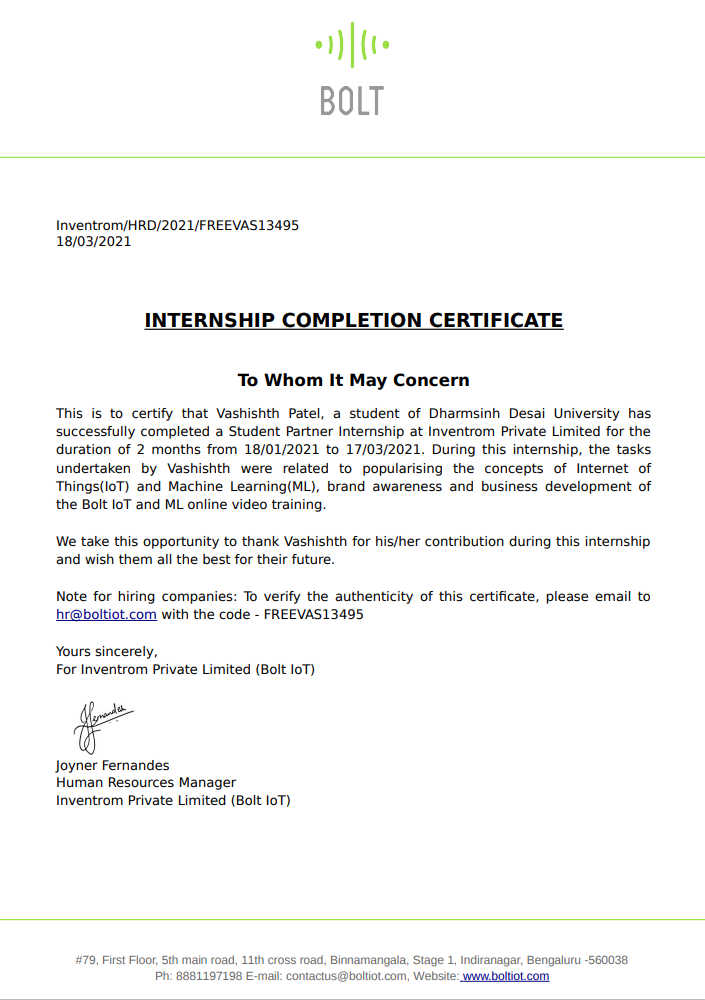 BOLT
Inventrom/HRD/2021/FREEVAS13495
18/03/2021
INTERNSHIP COMPLETION CERTIFICATE
To Whom It May Concern
This is to certify that Vashishth Patel, a student of Dharmsinh Desai University has
successfully completed a Student Partner Internship at Inventrom Private Limited for the
duration of 2 months from 18/01/2021 to 17/03/2021. During this internship, the tasks
undertaken by Vashishth were related to popularising the concepts of Internet of
Things(IoT) and Machine Learning(ML), brand awareness and business development of
the Bolt IoT and ML online video training.
We take this opportunity to thank Vashishth for his/her contribution during this internship
and wish them all the best for their future.
Note for hiring companies: To verify the authenticity of this certificate, please email to
hr@boltiot.com with the code - FREEVAS13495
Yours sincerely,
For Inventrom Private Limited (Bolt IoT)
JFernandes
Joyner Fernandes
Human Resources Manager
Inventrom Private Limited (Bolt IoT)
#79, First Floor, 5th main road, 11th cross road, Binnamangala, Stage 1, Indiranagar, Bengaluru -560038
Ph: 8881197198 E-mail: contactus@boltiot.com, Website: www.boltiot.com